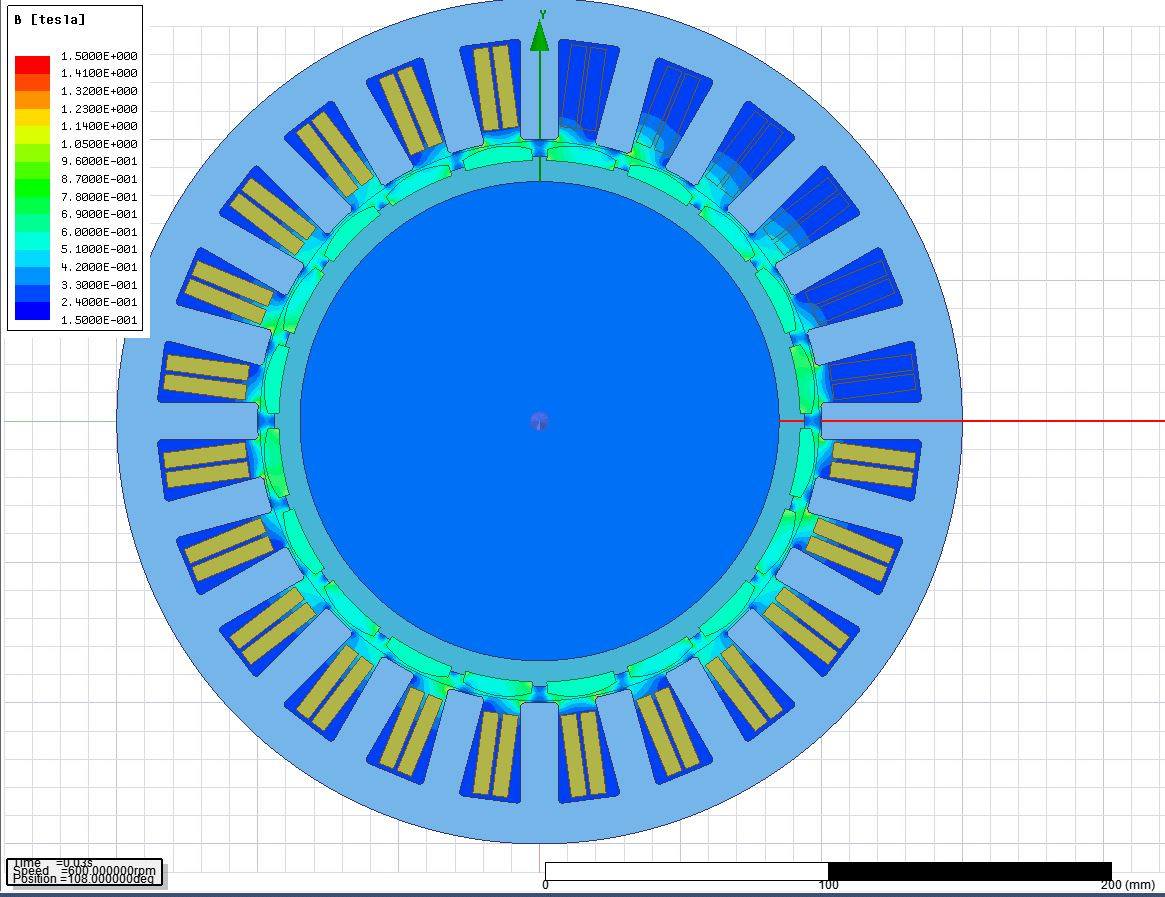 B [tesla]
1.5000E+000
1.4100E+000
1.3200E+000
1.2300E+000
1.1400E+000
1.0500E+000
9.6000E-001
8.7000E-001
7.8000E-001
6.9000E-001
6.0000E-001
5.1000E-001
4.2000E-001
3.3000E-001
2.4000E-001
1.5000E-001
Y
Time =0.03s
Speed =600.000000rpm
Position =108.000000deg
0 100 200 (mm)